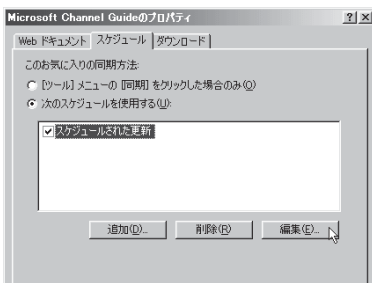 Microsoft Channel Guideのプロパティ
Web ドキュメント スケジュール ダウンロード
このお気に入りの同期方法:
[ツール] メニューの [同期] をクリックした場合のみ(O)
次のスケジュールを使用する(U):
スケジュールされた更新
追加(D)... 削除(R) 編集(E)...